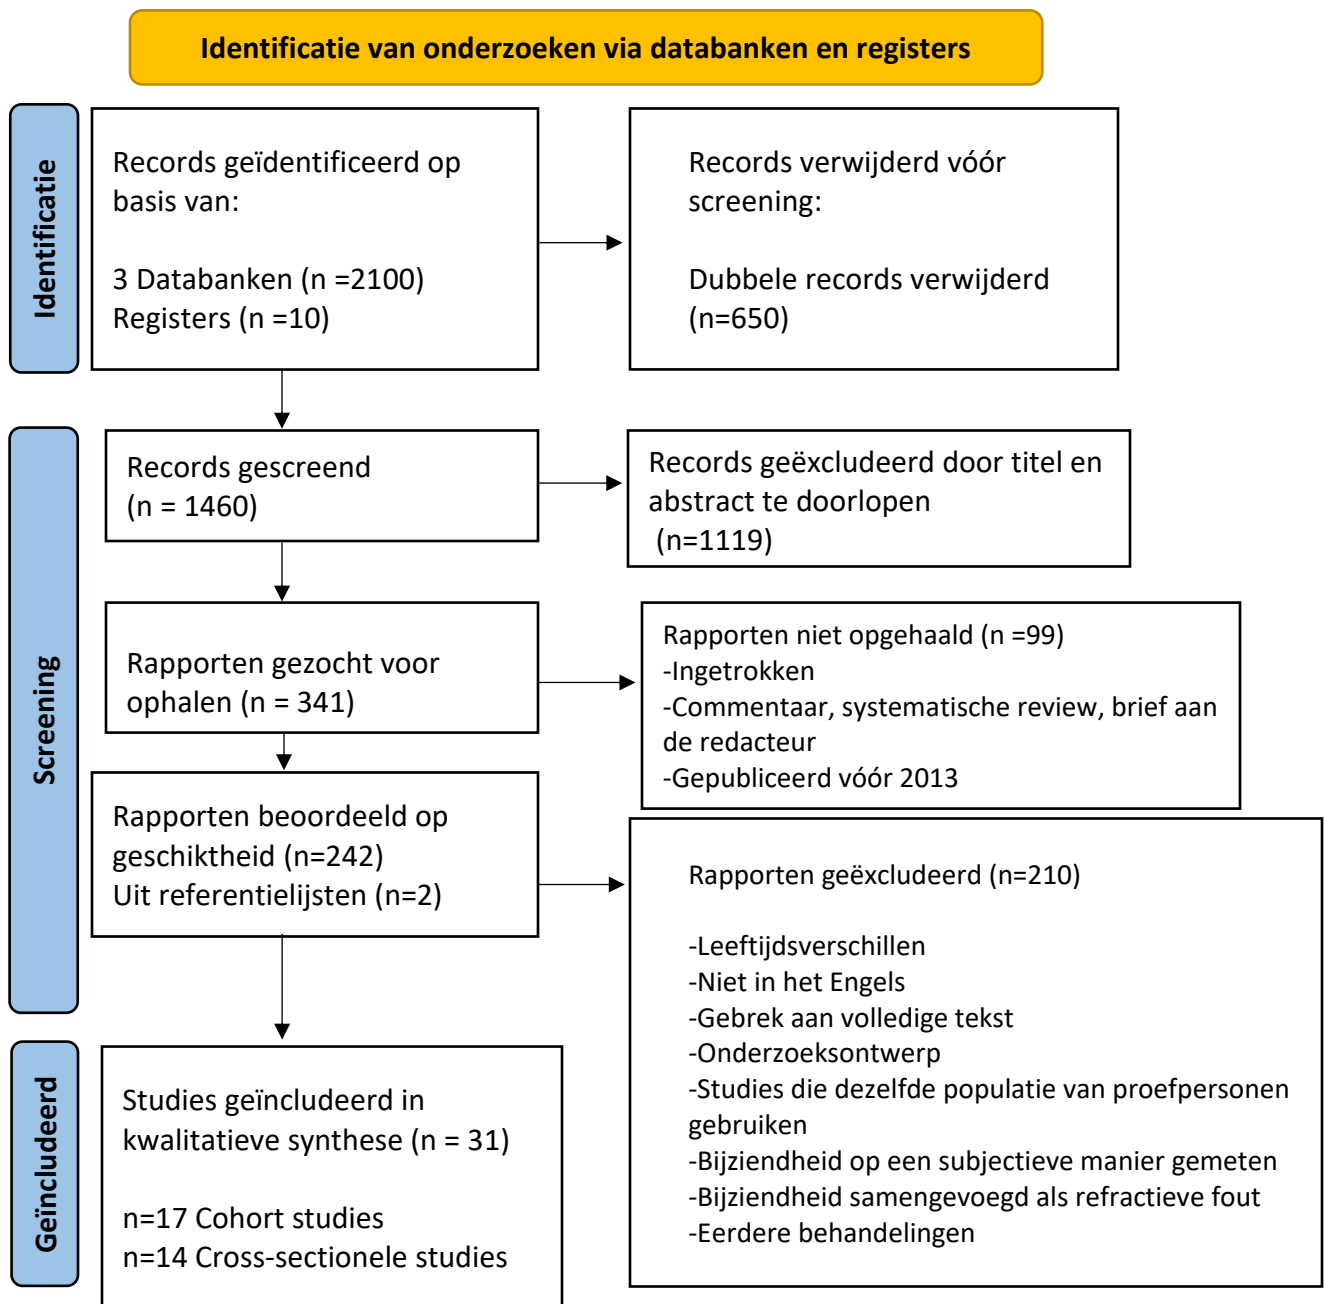 Identificatie van onderzoeken via databanken en registers
Identificatie
Records geïdentificeerd op
basis van:
3 Databanken (n =2100)
Registers (n =10)
Records verwijderd vóór
screening:
Dubbele records verwijderd
(n=650)
Screening
Records gescreend
(n = 1460)
Records geëxcludeerd door titel en
abstract te doorlopen
(n=1119)
Rapporten gezocht voor
ophalen (n = 341)
Rapporten niet opgehaald (n =99)
-Ingetrokken
-Commentaar, systematische review, brief aan
de redacteur
-Gepubliceerd vóór 2013
Rapporten beoordeeld op
geschiktheid (n=242)
Uit referentielijsten (n=2)
Rapporten geëxcludeerd (n=210)
-Leeftijdsverschillen
-Niet in het Engels
-Gebrek aan volledige tekst
-Onderzoeksontwerp
-Studies die dezelfde populatie van proefpersonen
gebruiken
-Bijziendheid op een subjectieve manier gemeten
-Bijziendheid samengevoegd als refractieve fout
-Eerdere behandelingen
Geïncludeerd
Studies geïncludeerd in
kwalitatieve synthese (n = 31)
n=17 Cohort studies
n=14 Cross-sectionele studies